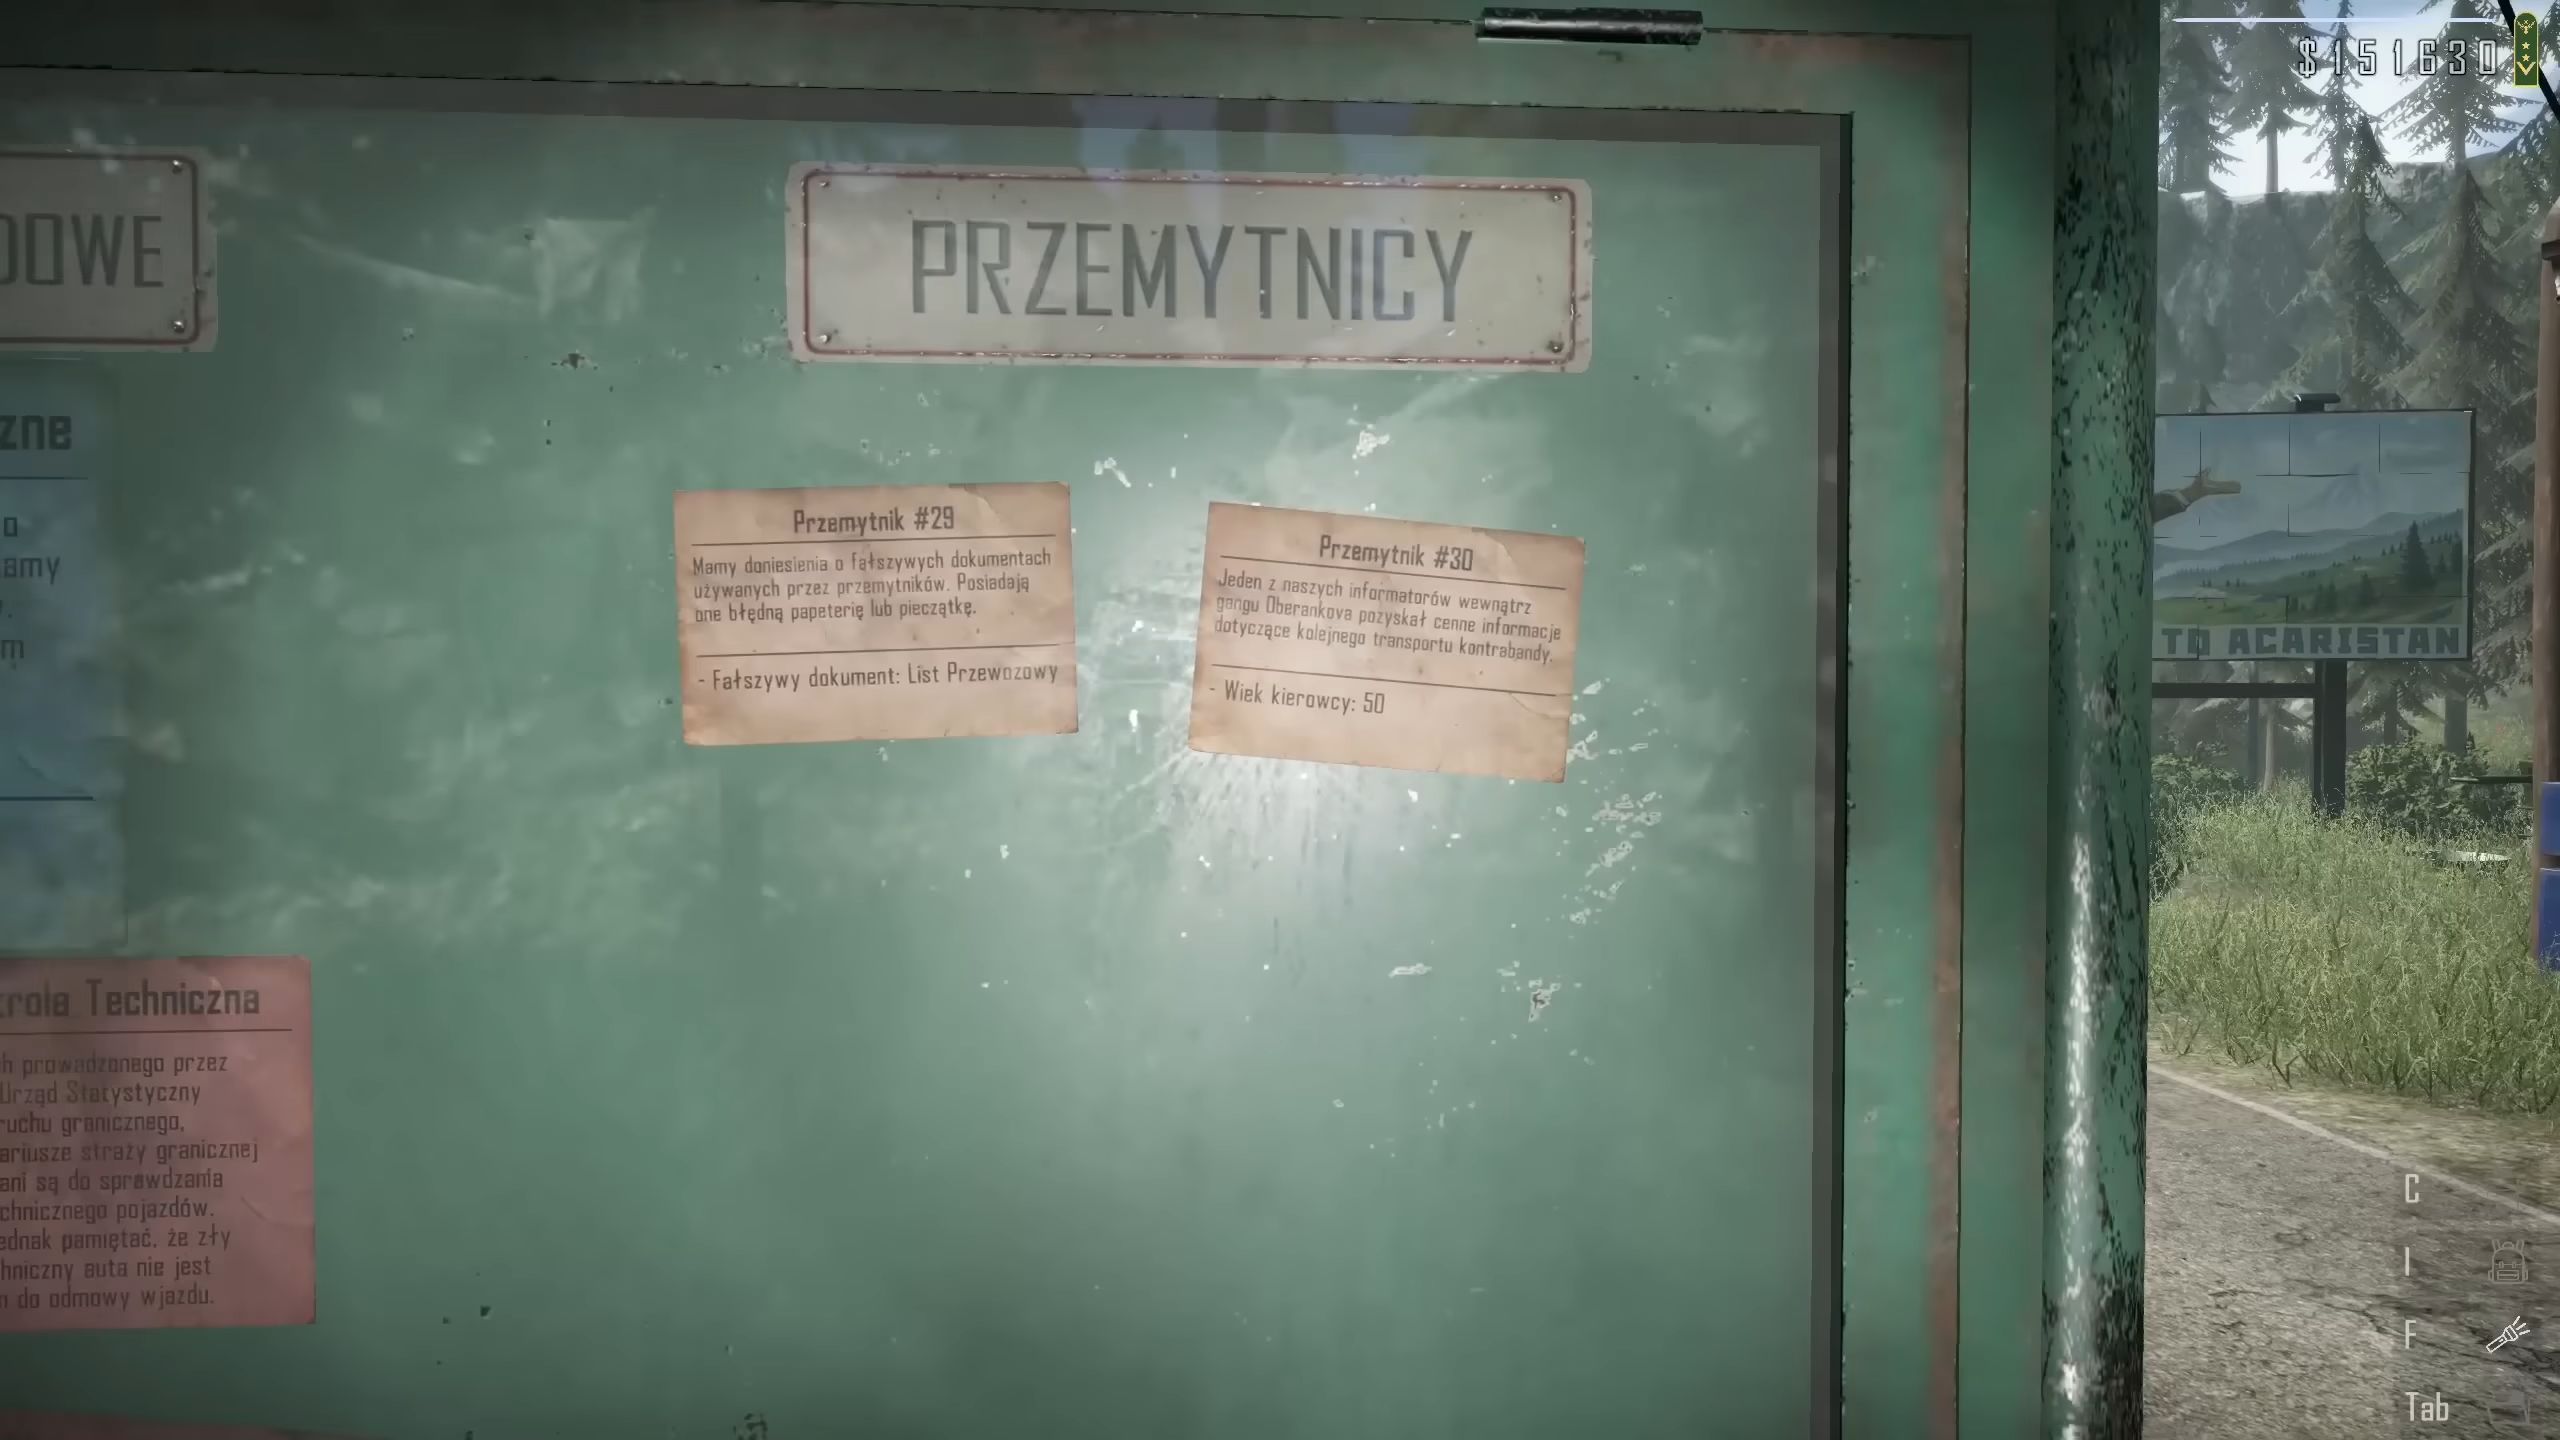 $151630
DOWE
PRZEMYTNICY
zne
o
amy
m
Przemytnik #29
Mamy doniesienia o fałszywych dokumentach
używanych przez przemytników. Posiadają
one błędną papeterię lub pieczątkę.
- Fałszywy dokument: List Przewozowy
Przemytnik #30
Jeden z naszych informatorów wewnątrz
gangu Oberankova pozyskał cenne informacje
dotyczące kolejnego transportu kontrabandy.
- Wiek kierowcy: 50
TO ACARISTAN
trola Techniczna
h prowadzonego przez
Urząd Statystyczny
ruchu granicznego,
ariusze straży granicznej
ani są do sprawdzania
chnicznego pojazdów.
ednak pamiętać, że zły
hniczny auta nie jest
m do odmowy wjazdu.
C
I
F
Tab